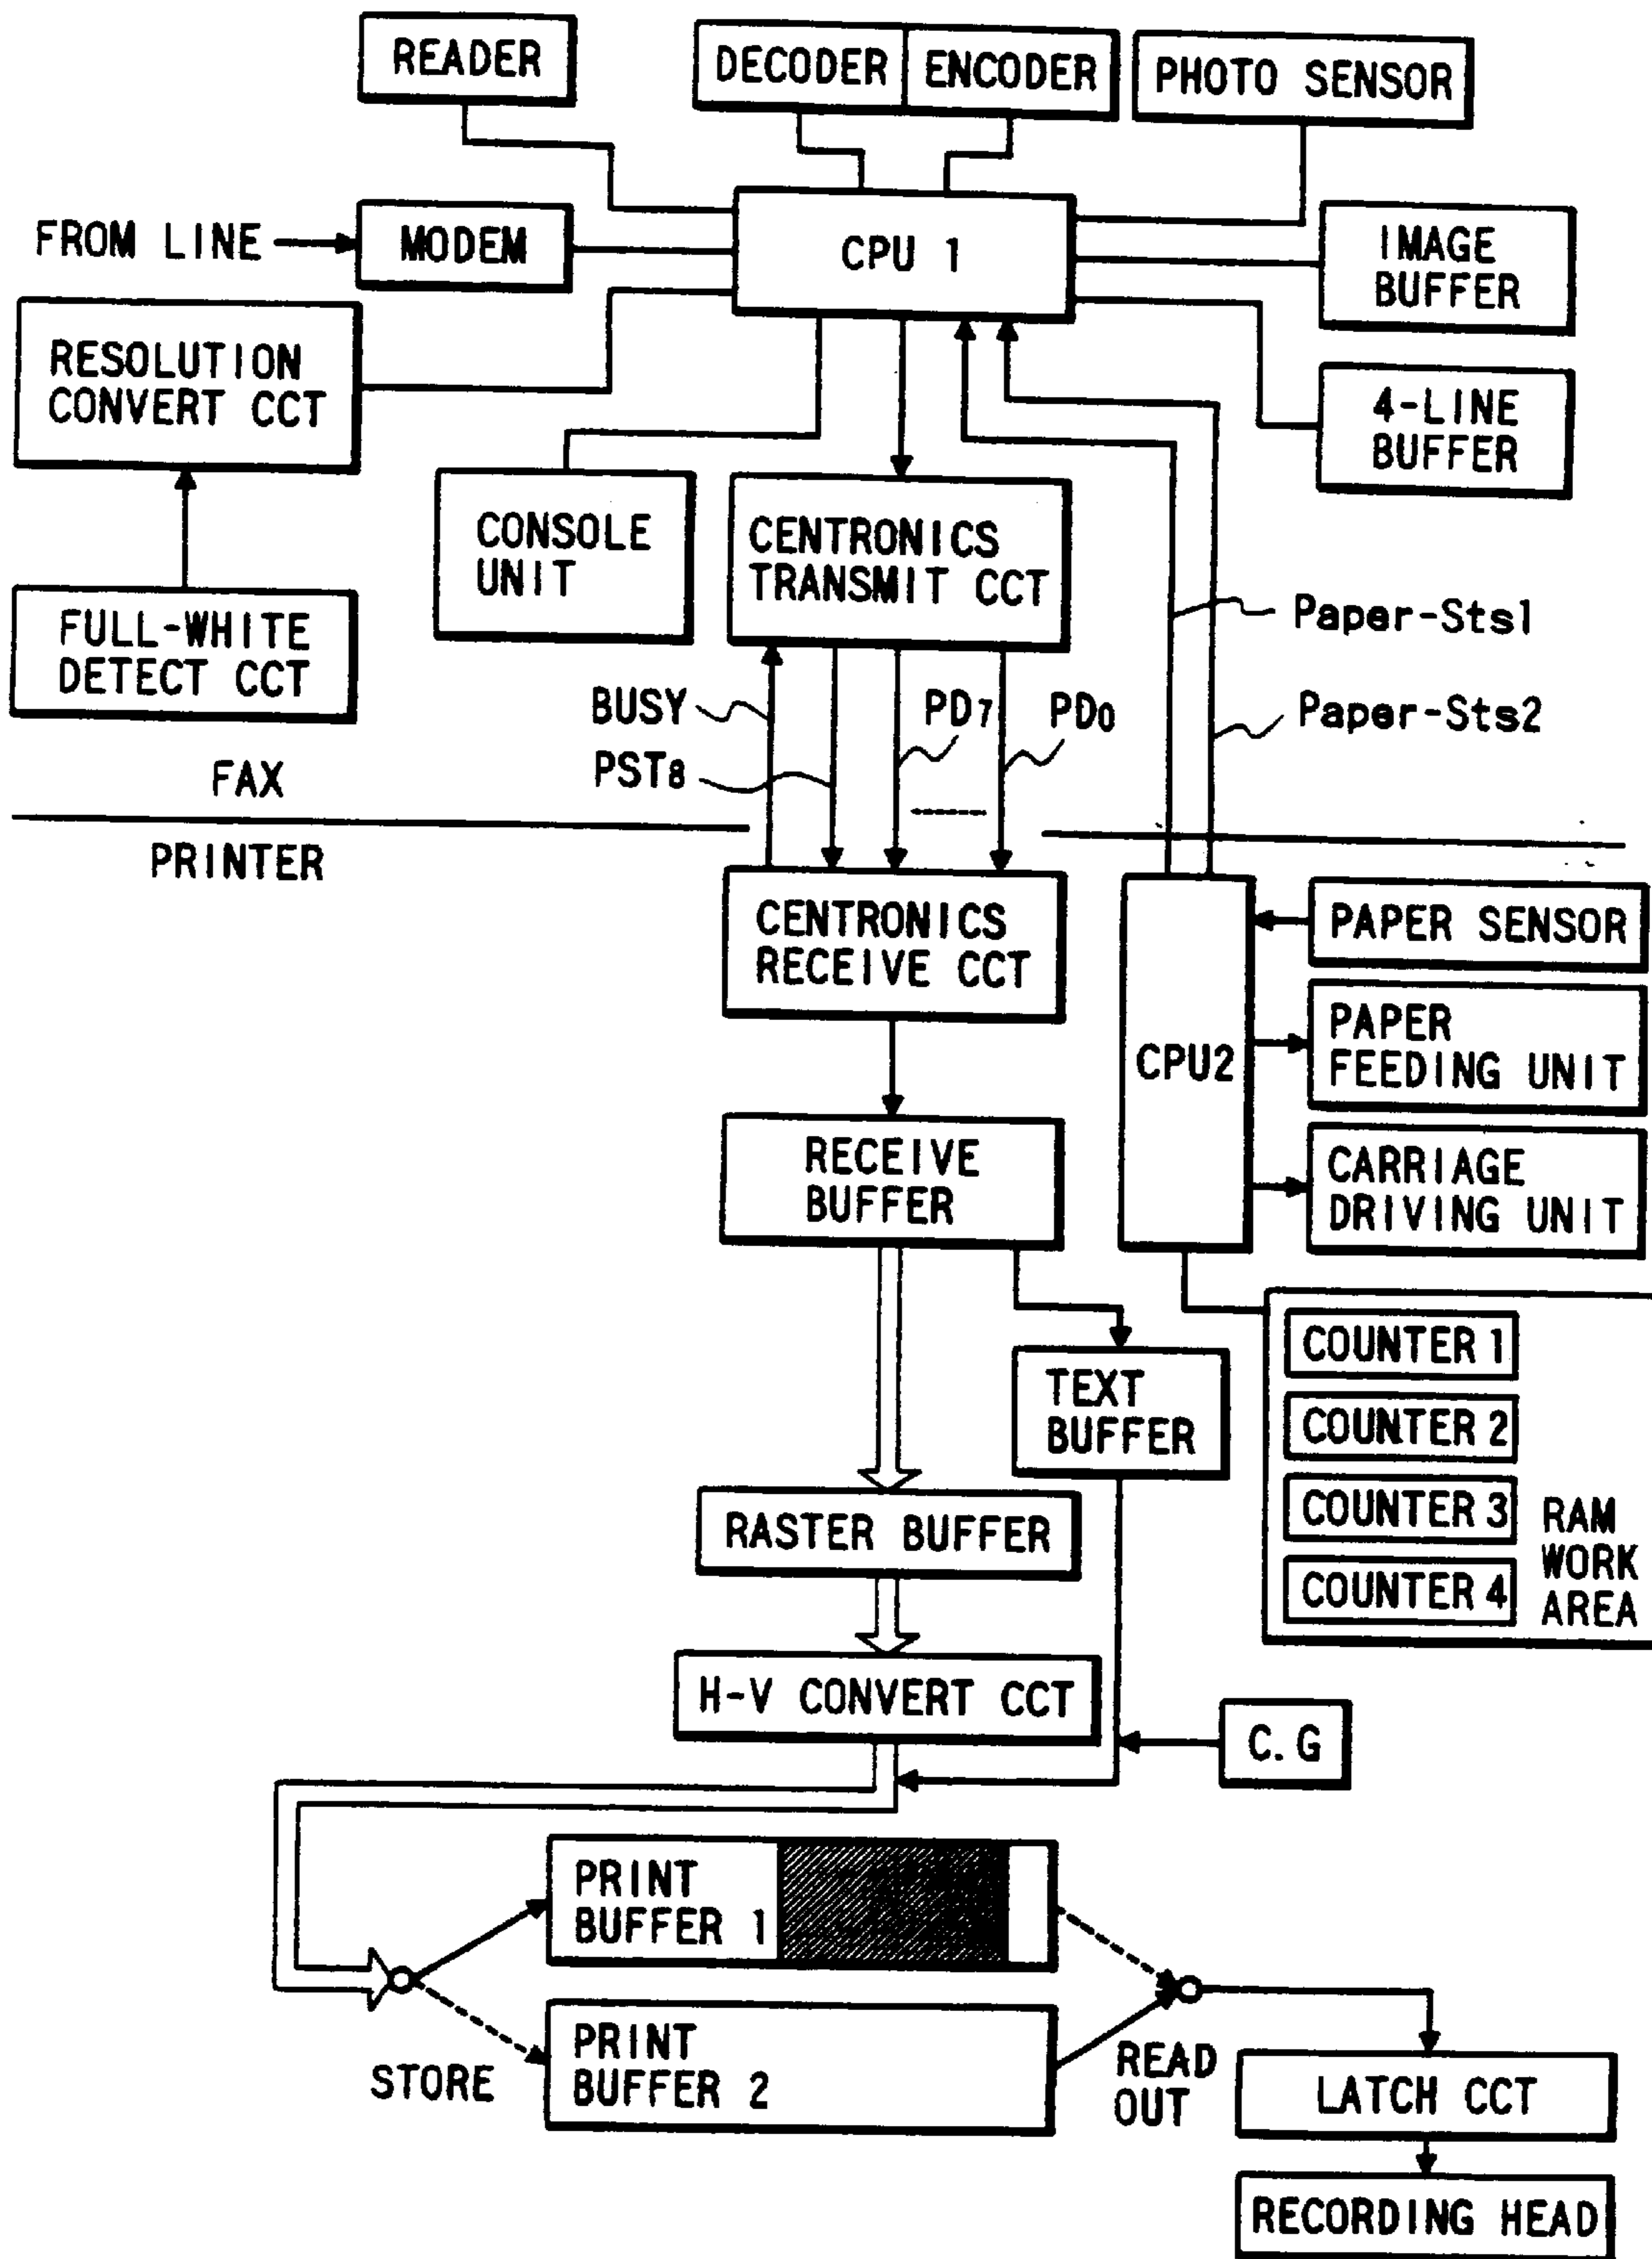 READER
DECODER
ENCODER
PHOTO SENSOR
FROM LINE
MODEM
CPU 1
IMAGE
BUFFER
RESOLUTION
CONVERT CCT
4-LINE
BUFFER
CONSOLE
UNIT
CENTRONICS
TRANSMIT CCT
FULL-WHITE
DETECT CCT
Paper-Sts1
BUSY
PD7
PD0
Paper-Sts2
PST8
FAX
PRINTER
CENTRONICS
RECEIVE CCT
CPU2
PAPER SENSOR
PAPER
FEEDING UNIT
RECEIVE
BUFFER
CARRIAGE
DRIVING UNIT
TEXT
BUFFER
COUNTER 1
COUNTER 2
COUNTER 3
COUNTER 4
RAM
WORK
AREA
RASTER BUFFER
H-V CONVERT CCT
C.G
PRINT
BUFFER 1
PRINT
BUFFER 2
STORE
READ
OUT
LATCH CCT
RECORDING HEAD